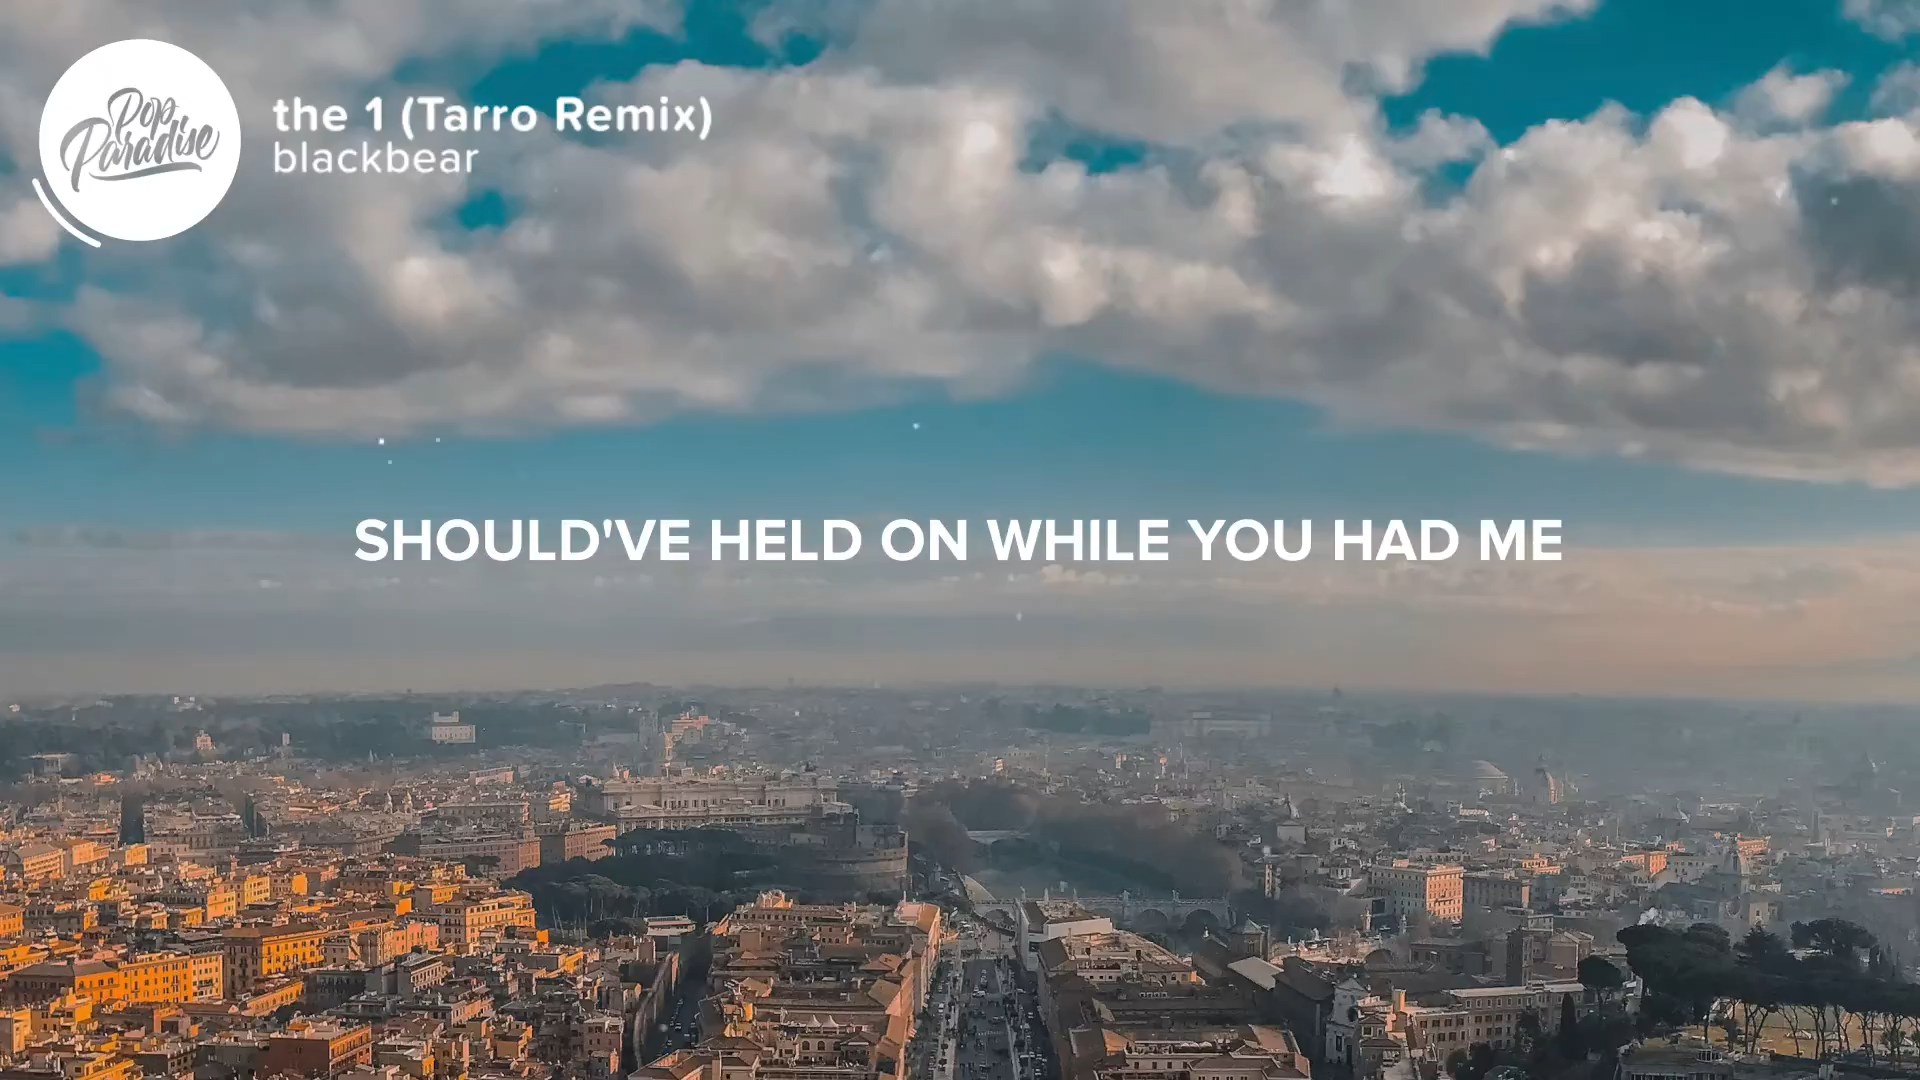 Pop
Paradise
the 1 (Tarro Remix)
blackbear
SHOULD'VE HELD ON WHILE YOU HAD ME